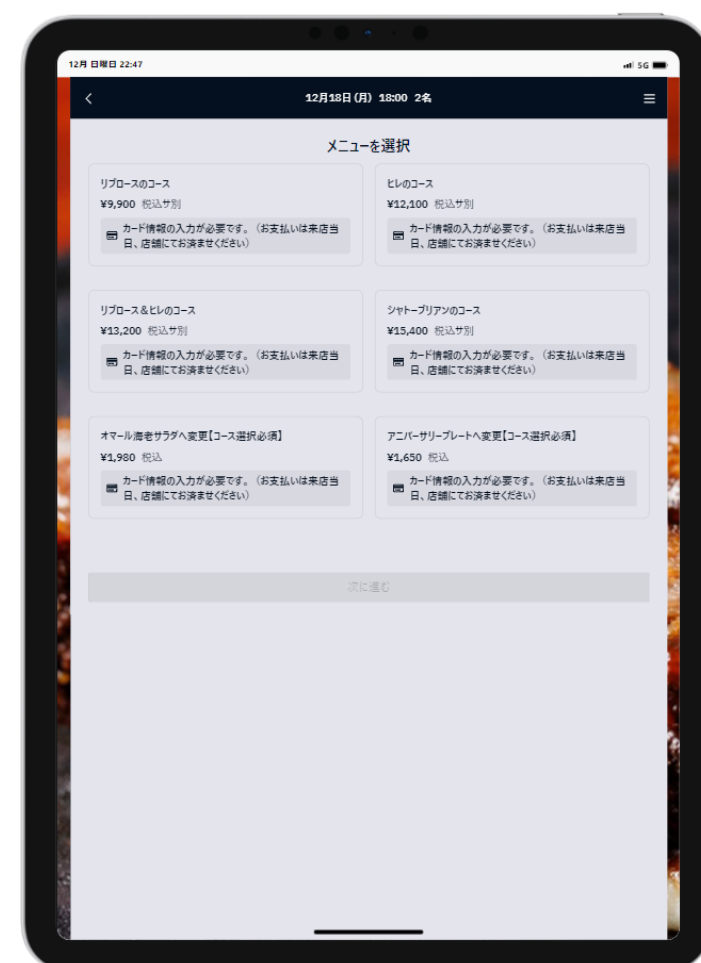 12月 日曜日 22:47
5G
12月18日(月) 18:00 2名
メニューを選択
リブロースのコース
¥9,900 税込サ別
カード情報の入力が必要です。(お支払いは来店当
日、店舗にてお済ませください)
ヒレのコース
¥12,100 税込サ別
カード情報の入力が必要です。(お支払いは来店当
日、店舗にてお済ませください)
リブロース&ヒレのコース
¥13,200 税込サ別
カード情報の入力が必要です。(お支払いは来店当
日、店舗にてお済ませください)
シャトーブリアンのコース
¥15,400 税込サ別
カード情報の入力が必要です。(お支払いは来店当
日、店舗にてお済ませください)
オマール海老サラダへ変更【コース選択必須】
¥1,980 税込
カード情報の入力が必要です。(お支払いは来店当
日、店舗にてお済ませください)
アニバーサリープレートへ変更【コース選択必須】
¥1,650 税込
カード情報の入力が必要です。(お支払いは来店当
日、店舗にてお済ませください)
次に進む